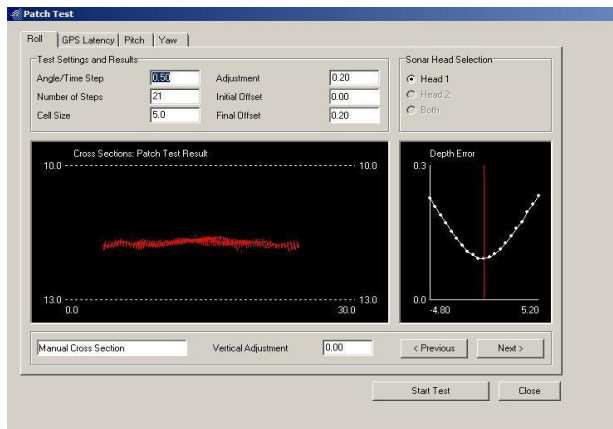 Patch Test
Roll GPS Latency Pitch Yaw
Test Settings and Results
Angle/Time Step 0.50 Adjustment 0.20
Number of Steps 21 Initial Offset 0.00
Cell Size 5.0 Final Offset 0.20
Sonar Head Selection
Head 1
Head 2
Both
Cross Sections: Patch Test Result
10.0 10.0
13.0 13.0
0.0 30.0
Depth Error
0.3
0.0
-4.80 5.20
Manual Cross Section Vertical Adjustment 0.00 < Previous Next >
Start Test Close